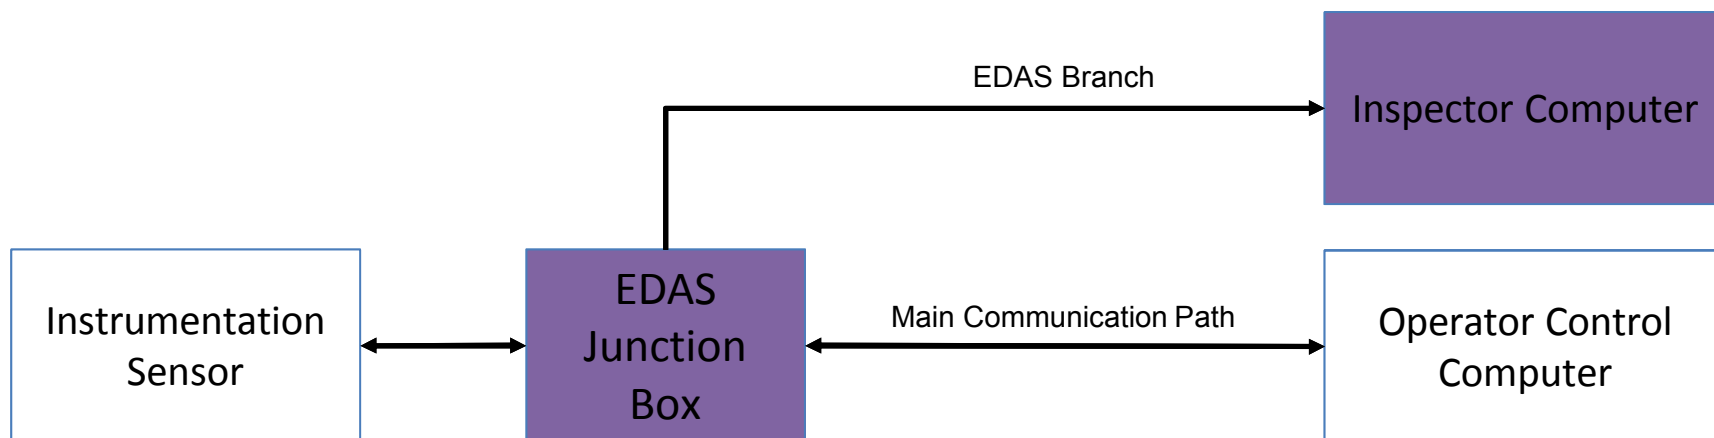 EDAS Branch
Inspector Computer
Instrumentation
Sensor
EDAS
Junction
Box
Main Communication Path
Operator Control
Computer